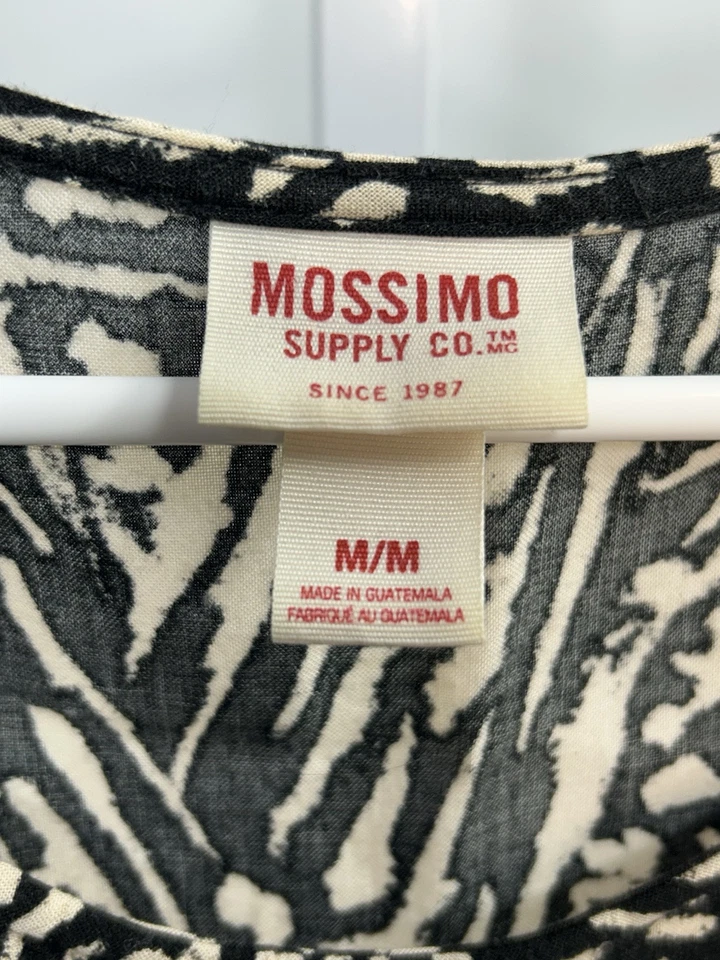 MOSSIMO
SUPPLY CO.™ MC
SINCE 1987
M/M
MADE IN GUATEMALA
FABRIQUÉ AU GUATEMALA